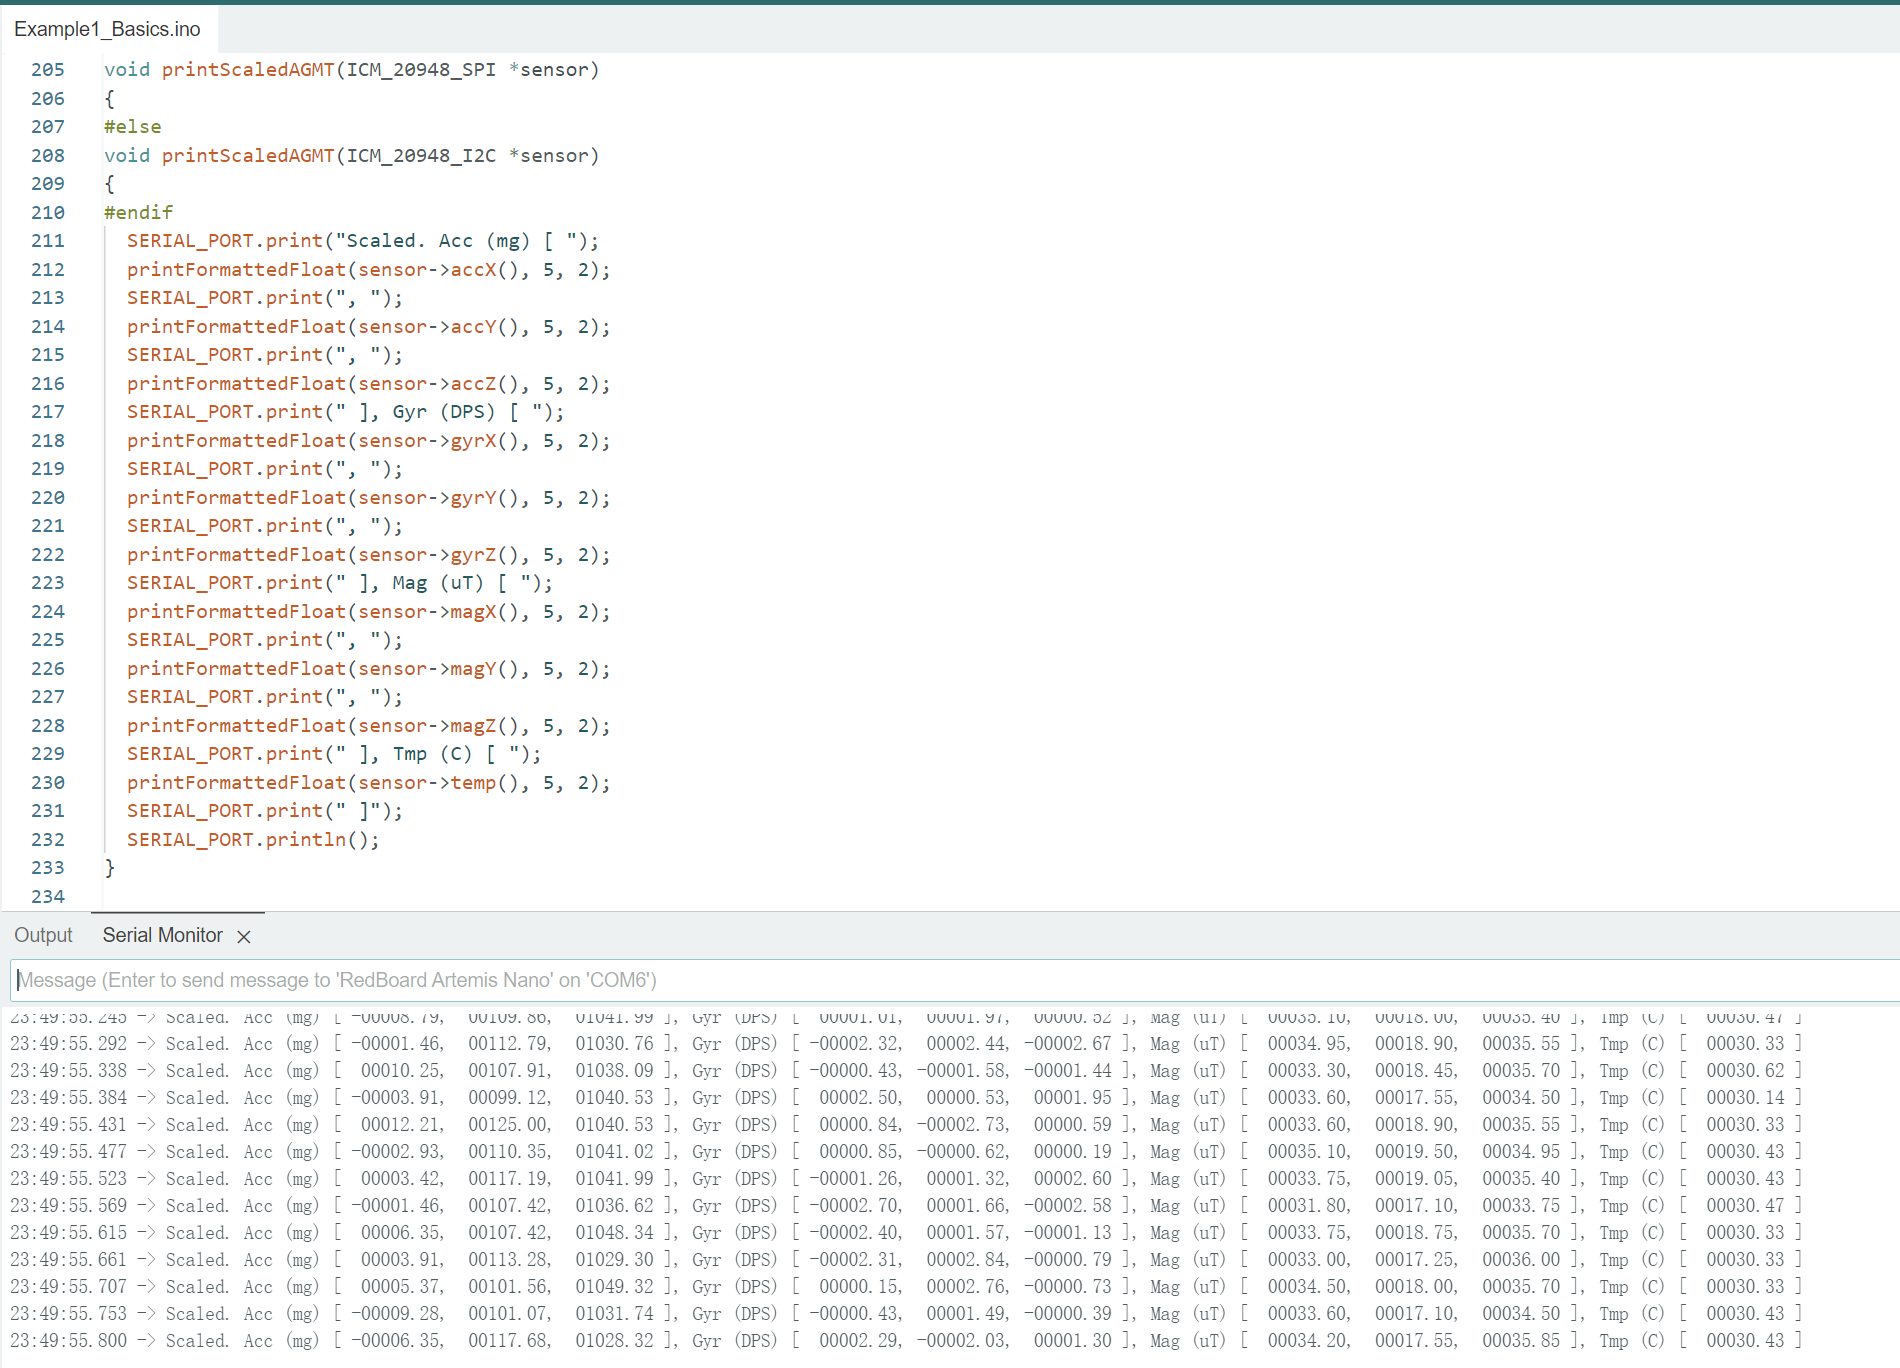 Example1_Basics.ino
205 void printScaledAGMT(ICM_20948_SPI *sensor)
206 {
207 #else
208 void printScaledAGMT(ICM_20948_I2C *sensor)
209 {
210 #endif
211 SERIAL_PORT.print("Scaled. Acc (mg) [ ");
212 printFormattedFloat(sensor->accX(), 5, 2);
213 SERIAL_PORT.print(", ");
214 printFormattedFloat(sensor->accY(), 5, 2);
215 SERIAL_PORT.print(", ");
216 printFormattedFloat(sensor->accZ(), 5, 2);
217 SERIAL_PORT.print(" ], Gyr (DPS) [ ");
218 printFormattedFloat(sensor->gyrX(), 5, 2);
219 SERIAL_PORT.print(", ");
220 printFormattedFloat(sensor->gyrY(), 5, 2);
221 SERIAL_PORT.print(", ");
222 printFormattedFloat(sensor->gyrZ(), 5, 2);
223 SERIAL_PORT.print(" ], Mag (uT) [ ");
224 printFormattedFloat(sensor->magX(), 5, 2);
225 SERIAL_PORT.print(", ");
226 printFormattedFloat(sensor->magY(), 5, 2);
227 SERIAL_PORT.print(", ");
228 printFormattedFloat(sensor->magZ(), 5, 2);
229 SERIAL_PORT.print(" ], Tmp (C) [ ");
230 printFormattedFloat(sensor->temp(), 5, 2);
231 SERIAL_PORT.print(" ]");
232 SERIAL_PORT.println();
233 }
234
Output Serial Monitor
Message (Enter to send message to 'RedBoard Artemis Nano' on 'COM6')
23:49:55.245 -> Scaled. Acc (mg) [ -00008.79, 00109.86, 01041.99 ], Gyr (DPS) [ 00001.01, 00001.97, 00000.52 ], Mag (uT) [ 00035.10, 00018.00, 00035.40 ], Tmp (C) [ 00030.47 ]
23:49:55.292 -> Scaled. Acc (mg) [ -00001.46, 00112.79, 01030.76 ], Gyr (DPS) [ -00002.32, 00002.44, -00002.67 ], Mag (uT) [ 00034.95, 00018.90, 00035.55 ], Tmp (C) [ 00030.33 ]
23:49:55.338 -> Scaled. Acc (mg) [ 00010.25, 00107.91, 01038.09 ], Gyr (DPS) [ -00000.43, -00001.58, -00001.44 ], Mag (uT) [ 00033.30, 00018.45, 00035.70 ], Tmp (C) [ 00030.62 ]
23:49:55.384 -> Scaled. Acc (mg) [ -00003.91, 00099.12, 01040.53 ], Gyr (DPS) [ 00002.50, 00000.53, 00001.95 ], Mag (uT) [ 00033.60, 00017.55, 00034.50 ], Tmp (C) [ 00030.14 ]
23:49:55.431 -> Scaled. Acc (mg) [ 00012.21, 00125.00, 01040.53 ], Gyr (DPS) [ 00000.84, -00002.73, 00000.59 ], Mag (uT) [ 00033.60, 00018.90, 00035.55 ], Tmp (C) [ 00030.33 ]
23:49:55.477 -> Scaled. Acc (mg) [ -00002.93, 00110.35, 01041.02 ], Gyr (DPS) [ 00000.85, -00000.62, 00000.19 ], Mag (uT) [ 00035.10, 00019.50, 00034.95 ], Tmp (C) [ 00030.43 ]
23:49:55.523 -> Scaled. Acc (mg) [ 00003.42, 00117.19, 01041.99 ], Gyr (DPS) [ -00001.26, 00001.32, 00002.60 ], Mag (uT) [ 00033.75, 00019.05, 00035.40 ], Tmp (C) [ 00030.43 ]
23:49:55.569 -> Scaled. Acc (mg) [ -00001.46, 00107.42, 01036.62 ], Gyr (DPS) [ -00002.70, 00001.66, -00002.58 ], Mag (uT) [ 00031.80, 00017.10, 00033.75 ], Tmp (C) [ 00030.47 ]
23:49:55.615 -> Scaled. Acc (mg) [ 00006.35, 00107.42, 01048.34 ], Gyr (DPS) [ -00002.40, 00001.57, -00001.13 ], Mag (uT) [ 00033.75, 00018.75, 00035.70 ], Tmp (C) [ 00030.33 ]
23:49:55.661 -> Scaled. Acc (mg) [ 00003.91, 00113.28, 01029.30 ], Gyr (DPS) [ -00002.31, 00002.84, -00000.79 ], Mag (uT) [ 00033.00, 00017.25, 00036.00 ], Tmp (C) [ 00030.33 ]
23:49:55.707 -> Scaled. Acc (mg) [ 00005.37, 00101.56, 01049.32 ], Gyr (DPS) [ 00000.15, 00002.76, -00000.73 ], Mag (uT) [ 00034.50, 00018.00, 00035.70 ], Tmp (C) [ 00030.33 ]
23:49:55.753 -> Scaled. Acc (mg) [ -00009.28, 00101.07, 01031.74 ], Gyr (DPS) [ -00000.43, 00001.49, -00000.39 ], Mag (uT) [ 00033.60, 00017.10, 00034.50 ], Tmp (C) [ 00030.43 ]
23:49:55.800 -> Scaled. Acc (mg) [ -00006.35, 00117.68, 01028.32 ], Gyr (DPS) [ 00002.29, -00002.03, 00001.30 ], Mag (uT) [ 00034.20, 00017.55, 00035.85 ], Tmp (C) [ 00030.43 ]